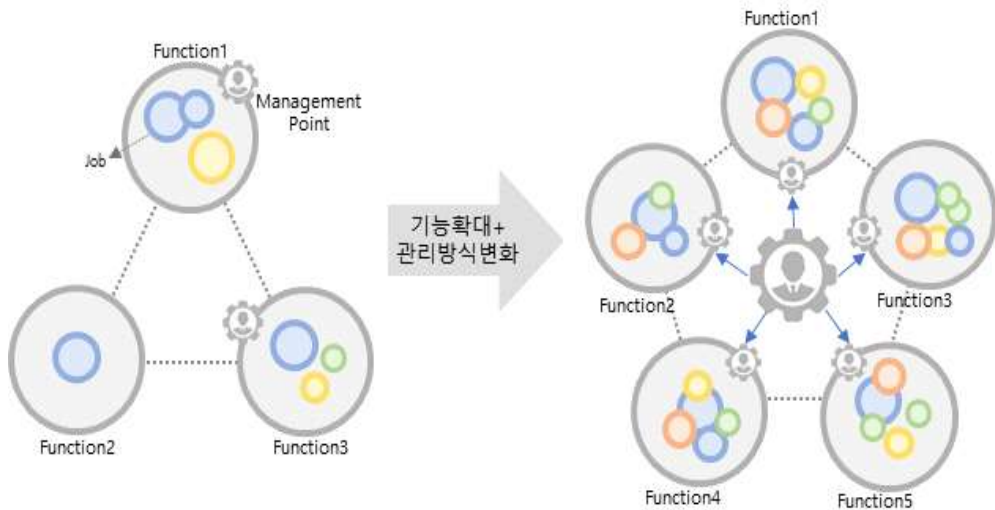 Function1
Management
Point
Job
Function2
Function3
기능확대+
관리방식변화
Function1
Function2
Function3
Function4
Function5